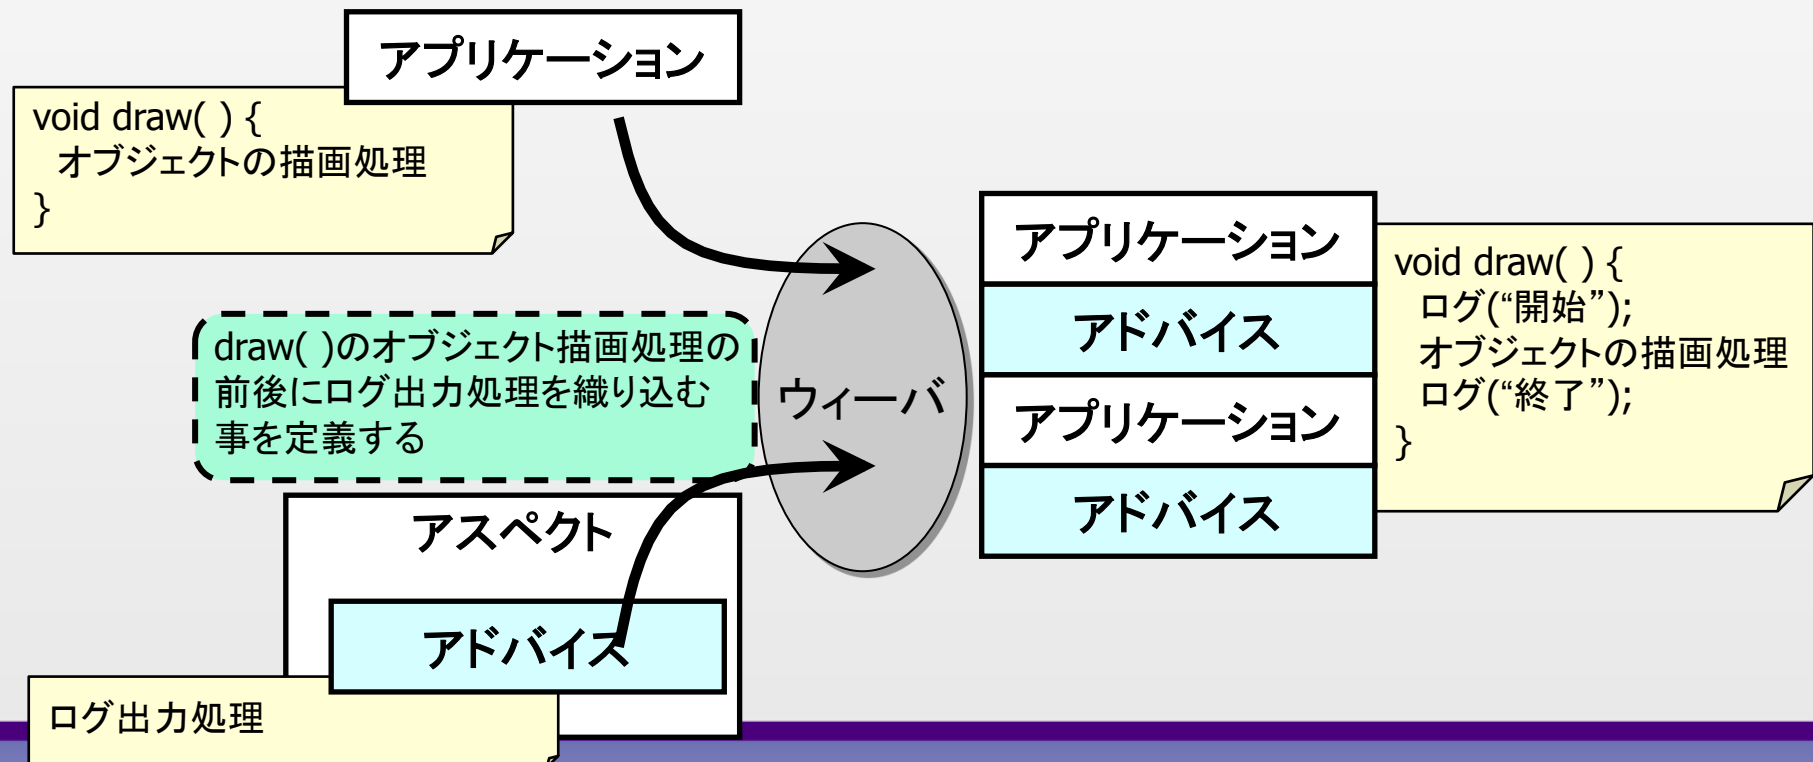 アプリケーション
void draw( ) {
オブジェクトの描画処理
}
draw( )のオブジェクト描画処理の
前後にログ出力処理を織り込む
事を定義する
ウィーバ
アスペクト
アドバイス
ログ出力処理
アプリケーション
アドバイス
アプリケーション
アドバイス
void draw( ) {
ログ(“開始”);
オブジェクトの描画処理
ログ(“終了”);
}